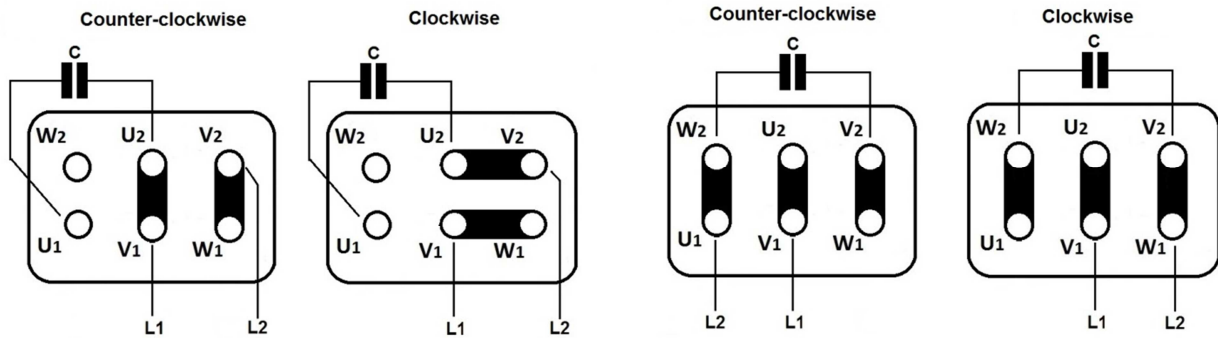 Counter-clockwise
C
W2 U2 V2
U1 V1 W1
L1 L2
Clockwise
C
W2 U2 V2
U1 V1 W1
L1 L2
Counter-clockwise
C
W2 U2 V2
U1 V1 W1
L2 L1
Clockwise
C
W2 U2 V2
U1 V1 W1
L1 L2